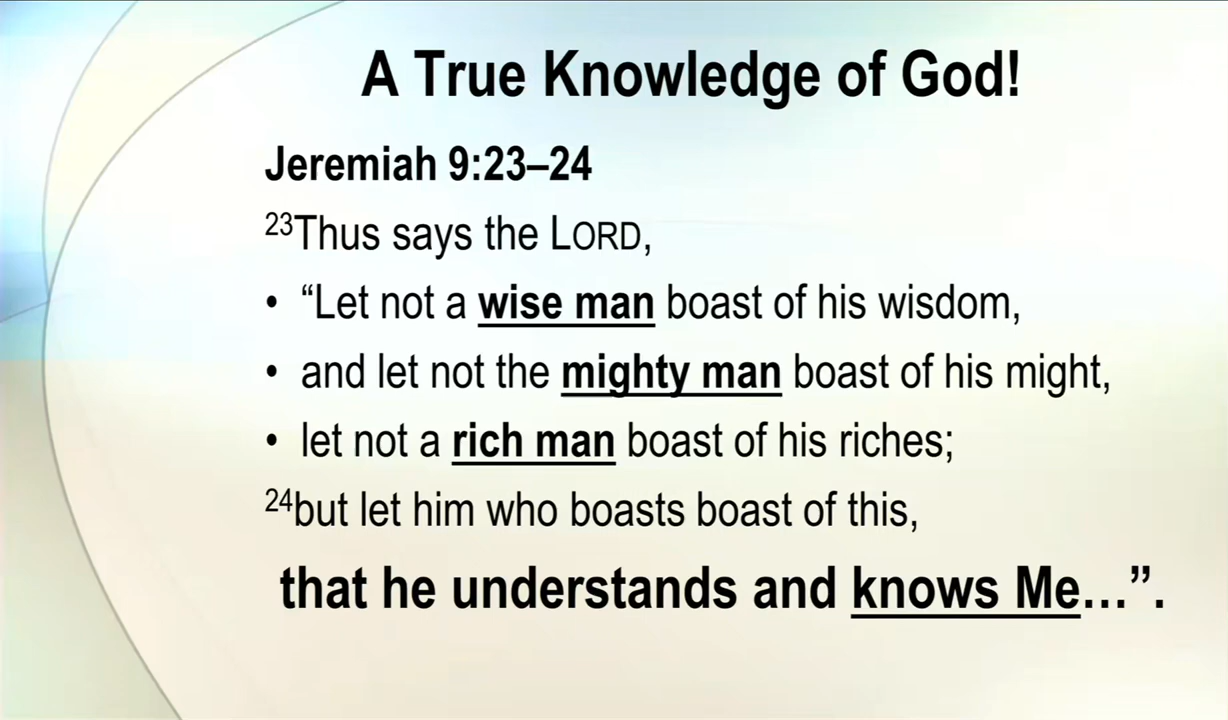 A True Knowledge of God!
Jeremiah 9:23–24
23Thus says the LORD,
• “Let not a wise man boast of his wisdom,
• and let not the mighty man boast of his might,
• let not a rich man boast of his riches;
24but let him who boasts boast of this,
that he understands and knows Me…”.